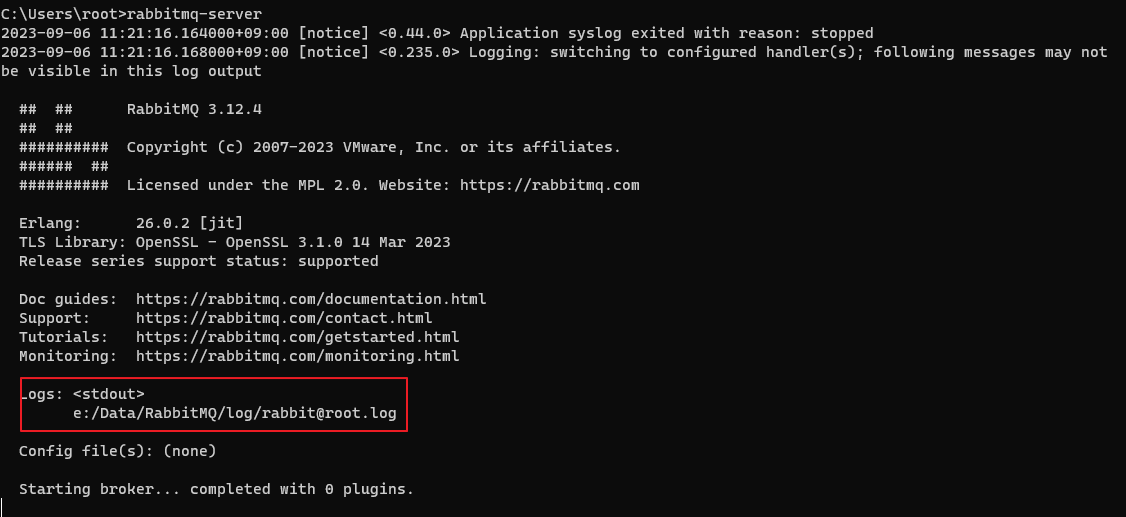 C:\Users\root>rabbitmq-server
2023-09-06 11:21:16.164000+09:00 [notice] <0.44.0> Application syslog exited with reason: stopped
2023-09-06 11:21:16.168000+09:00 [notice] <0.235.0> Logging: switching to configured handler(s); following messages may not
be visible in this log output
  ##  ##      RabbitMQ 3.12.4
  ##  ##
  ##########  Copyright (c) 2007-2023 VMware, Inc. or its affiliates.
  ######  ##
  ##########  Licensed under the MPL 2.0. Website: https://rabbitmq.com
  Erlang:      26.0.2 [jit]
  TLS Library: OpenSSL - OpenSSL 3.1.0 14 Mar 2023
  Release series support status: supported
  Doc guides:  https://rabbitmq.com/documentation.html
  Support:     https://rabbitmq.com/contact.html
  Tutorials:   https://rabbitmq.com/getstarted.html
  Monitoring:  https://rabbitmq.com/monitoring.html
  Logs: <stdout>
        e:/Data/RabbitMQ/log/rabbit@root.log
  Config file(s): (none)
  Starting broker... completed with 0 plugins.